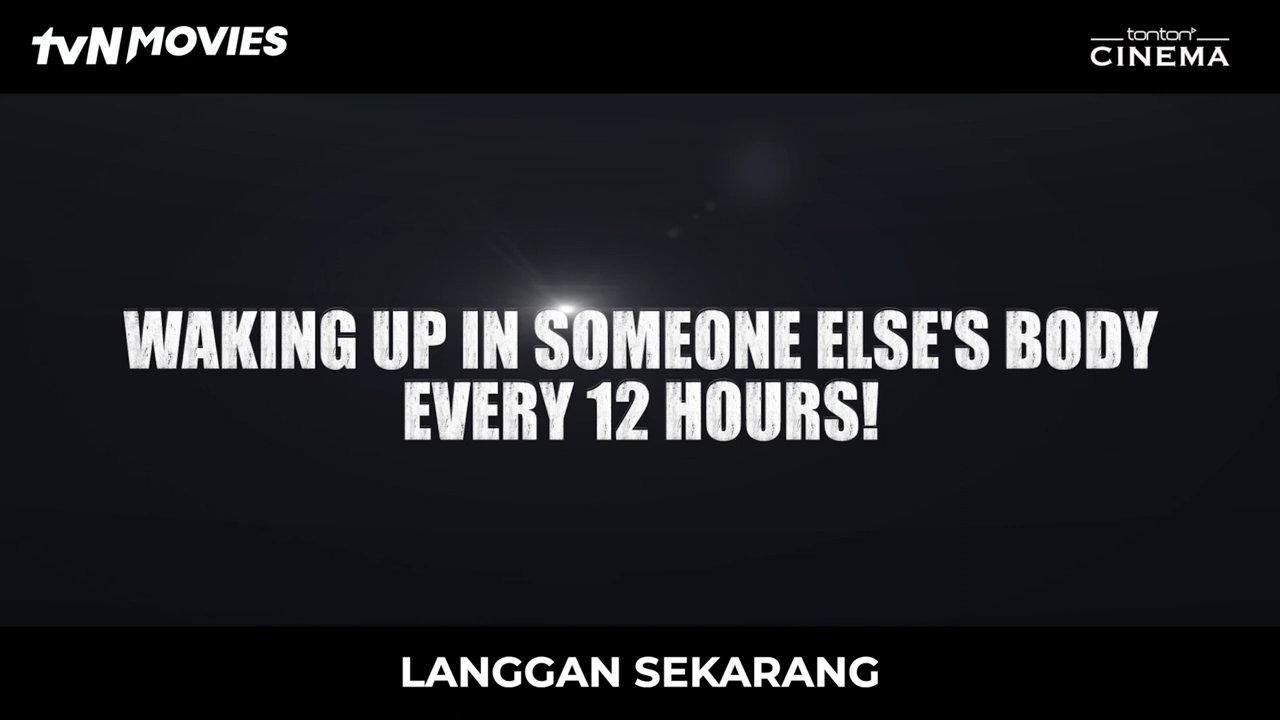 tvN MOVIES
tonton
CINEMA
WAKING UP IN SOMEONE ELSE'S BODY
EVERY 12 HOURS!
LANGGAN SEKARANG